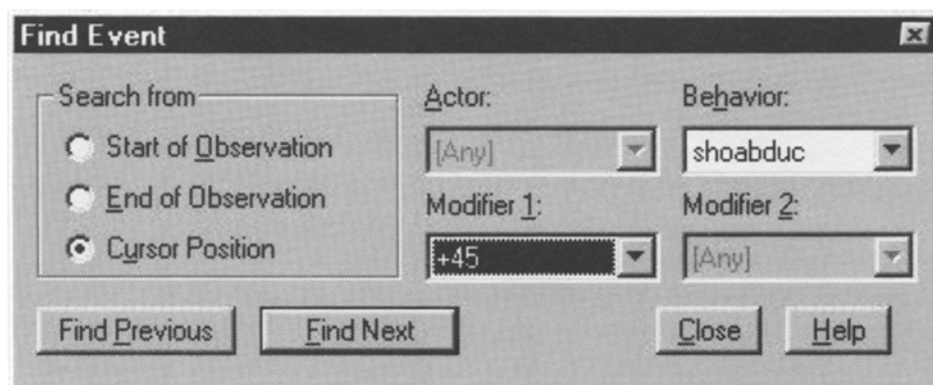 Find Event
Search from
Start of Observation
End of Observation
Cursor Position
Actor:
[Any]
Behavior:
shoabduc
Modifier 1:
+45
Modifier 2:
[Any]
Find Previous
Find Next
Close
Help